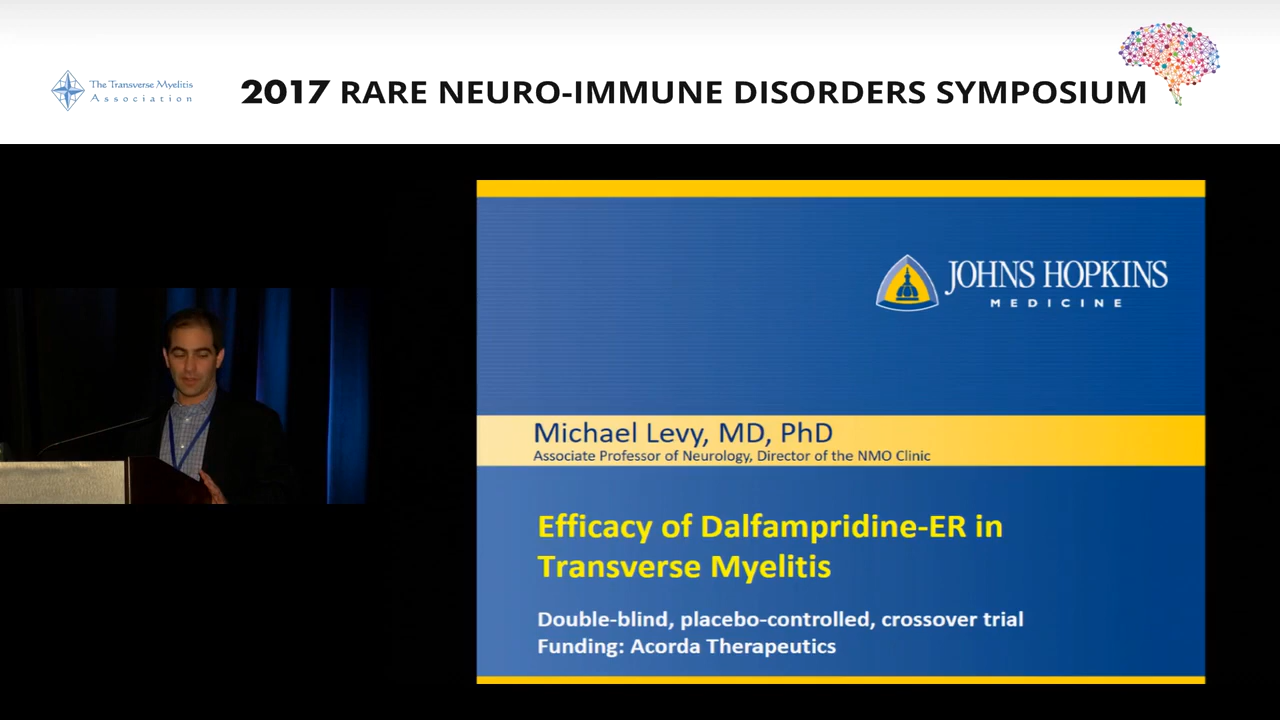 The Transverse Myelitis
Association
2017 RARE NEURO-IMMUNE DISORDERS SYMPOSIUM
JOHNS HOPKINS
MEDICINE
Michael Levy, MD, PhD
Associate Professor of Neurology, Director of the NMO Clinic
Efficacy of Dalfampridine-ER in
Transverse Myelitis
Double-blind, placebo-controlled, crossover trial
Funding: Acorda Therapeutics